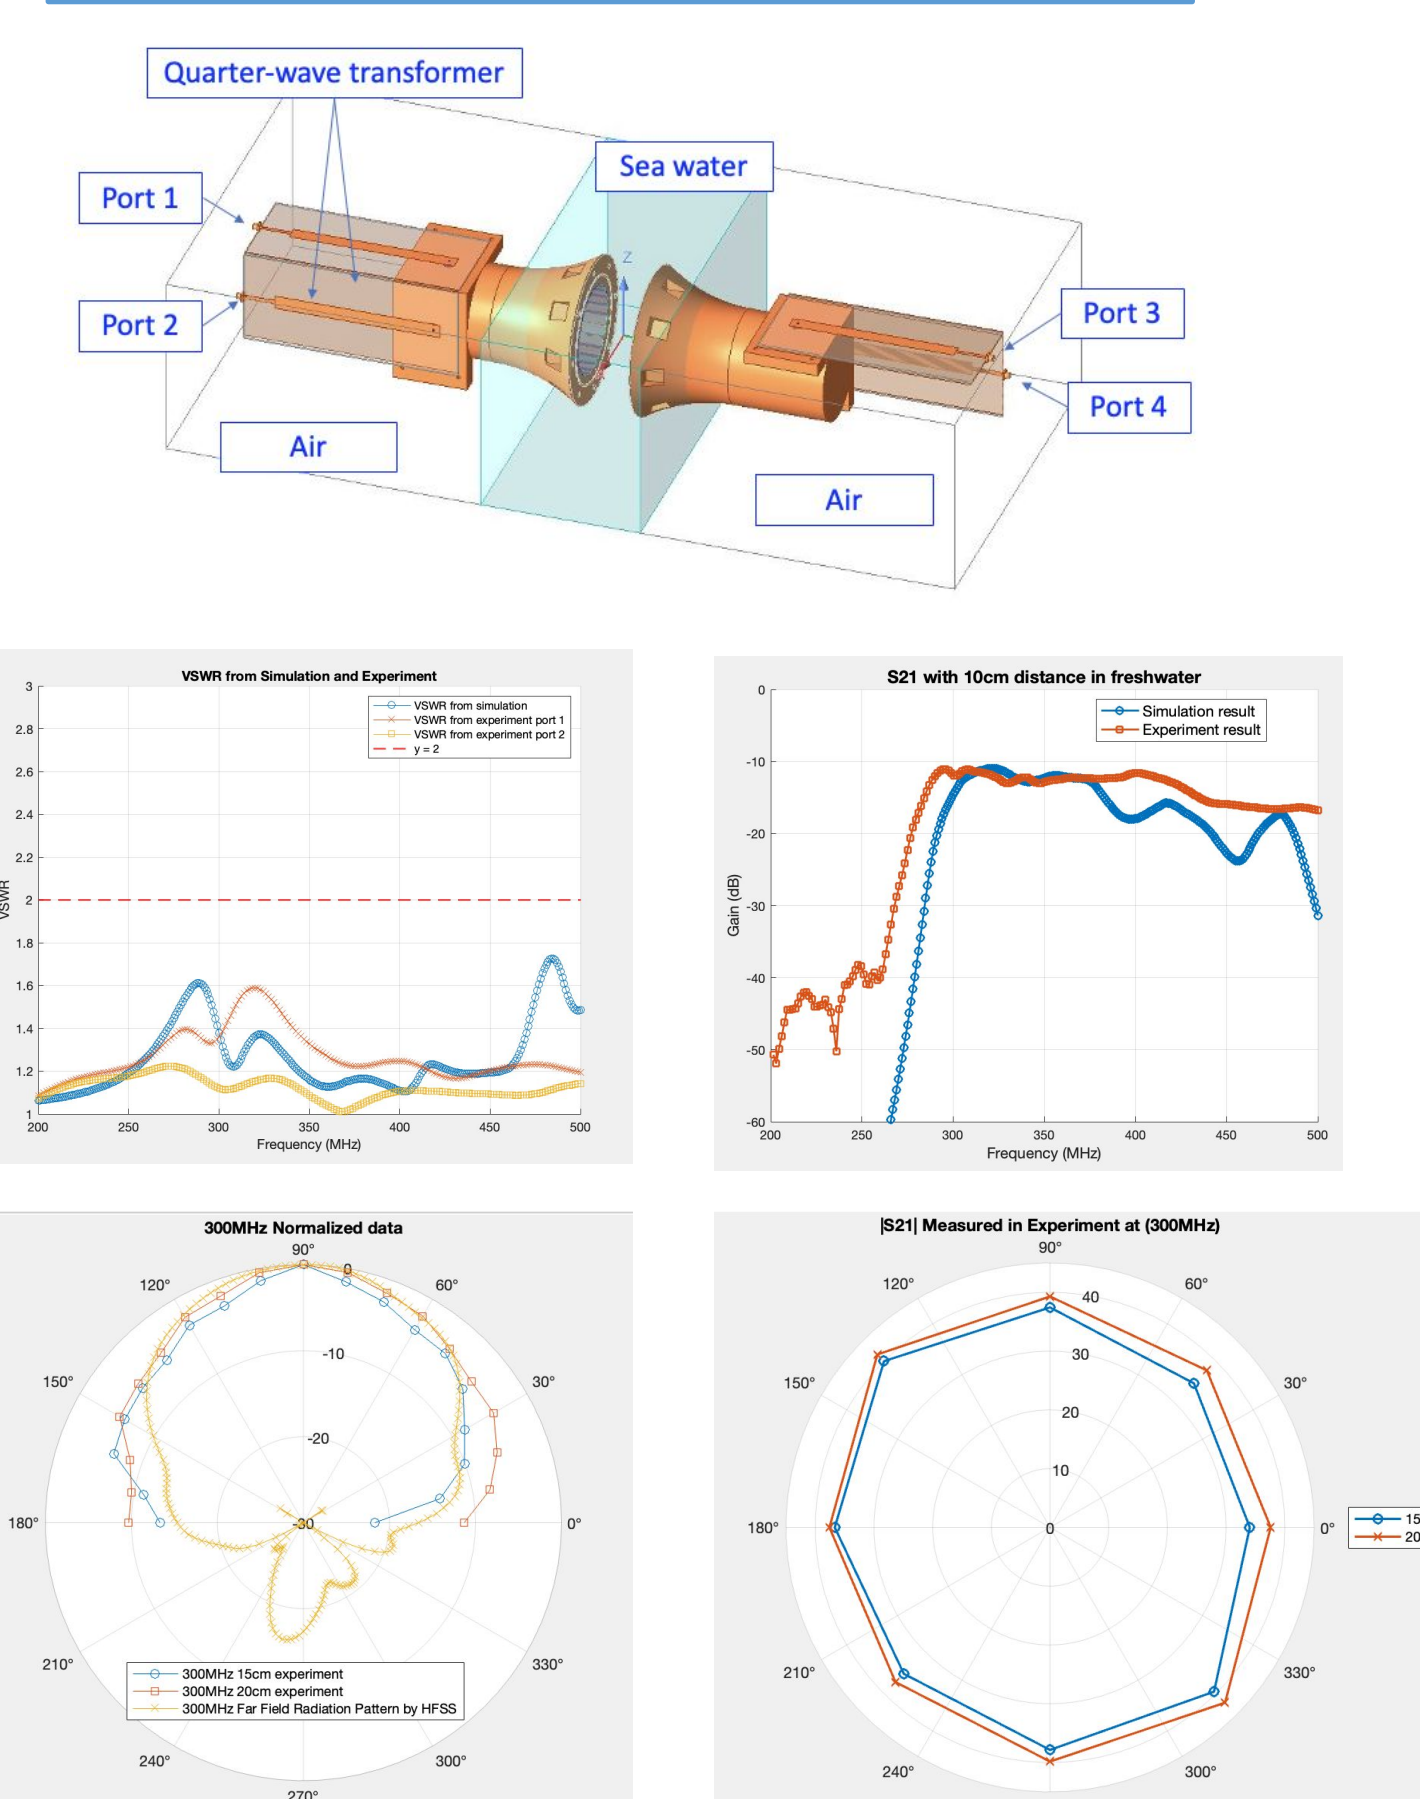 Quarter-wave transformer
Sea water
Port 1
Port 2
Port 3
Port 4
Air
Air
Z
VSWR from Simulation and Experiment
VSWR from simulation
VSWR from experiment port 1
VSWR from experiment port 2
y = 2
3
2.8
2.6
2.4
2.2
2
1.8
1.6
1.4
1.2
1
VSWR
200 250 300 350 400 450 500
Frequency (MHz)
S21 with 10cm distance in freshwater
Simulation result
Experiment result
0
-10
-20
-30
-40
-50
-60
Gain (dB)
200 250 300 350 400 450 500
Frequency (MHz)
300MHz Normalized data
90°
120° 0 60°
-10
150° 30°
-20
180° -30 0°
210° 330°
300MHz 15cm experiment
300MHz 20cm experiment
300MHz Far Field Radiation Pattern by HFSS
240° 300°
270°
|S21| Measured in Experiment at (300MHz)
90°
120° 60°
40
30
150° 30°
20
10
180° 0 0°
15
20
210° 330°
240° 300°